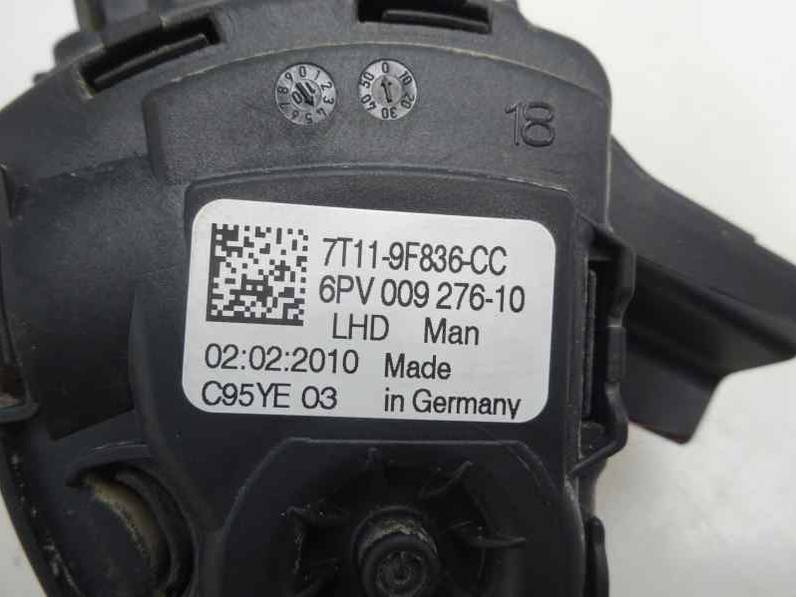 18
7T11-9F836-CC
6PV 009 276-10
LHD Man
02:02:2010 Made
C95YE 03 in Germany